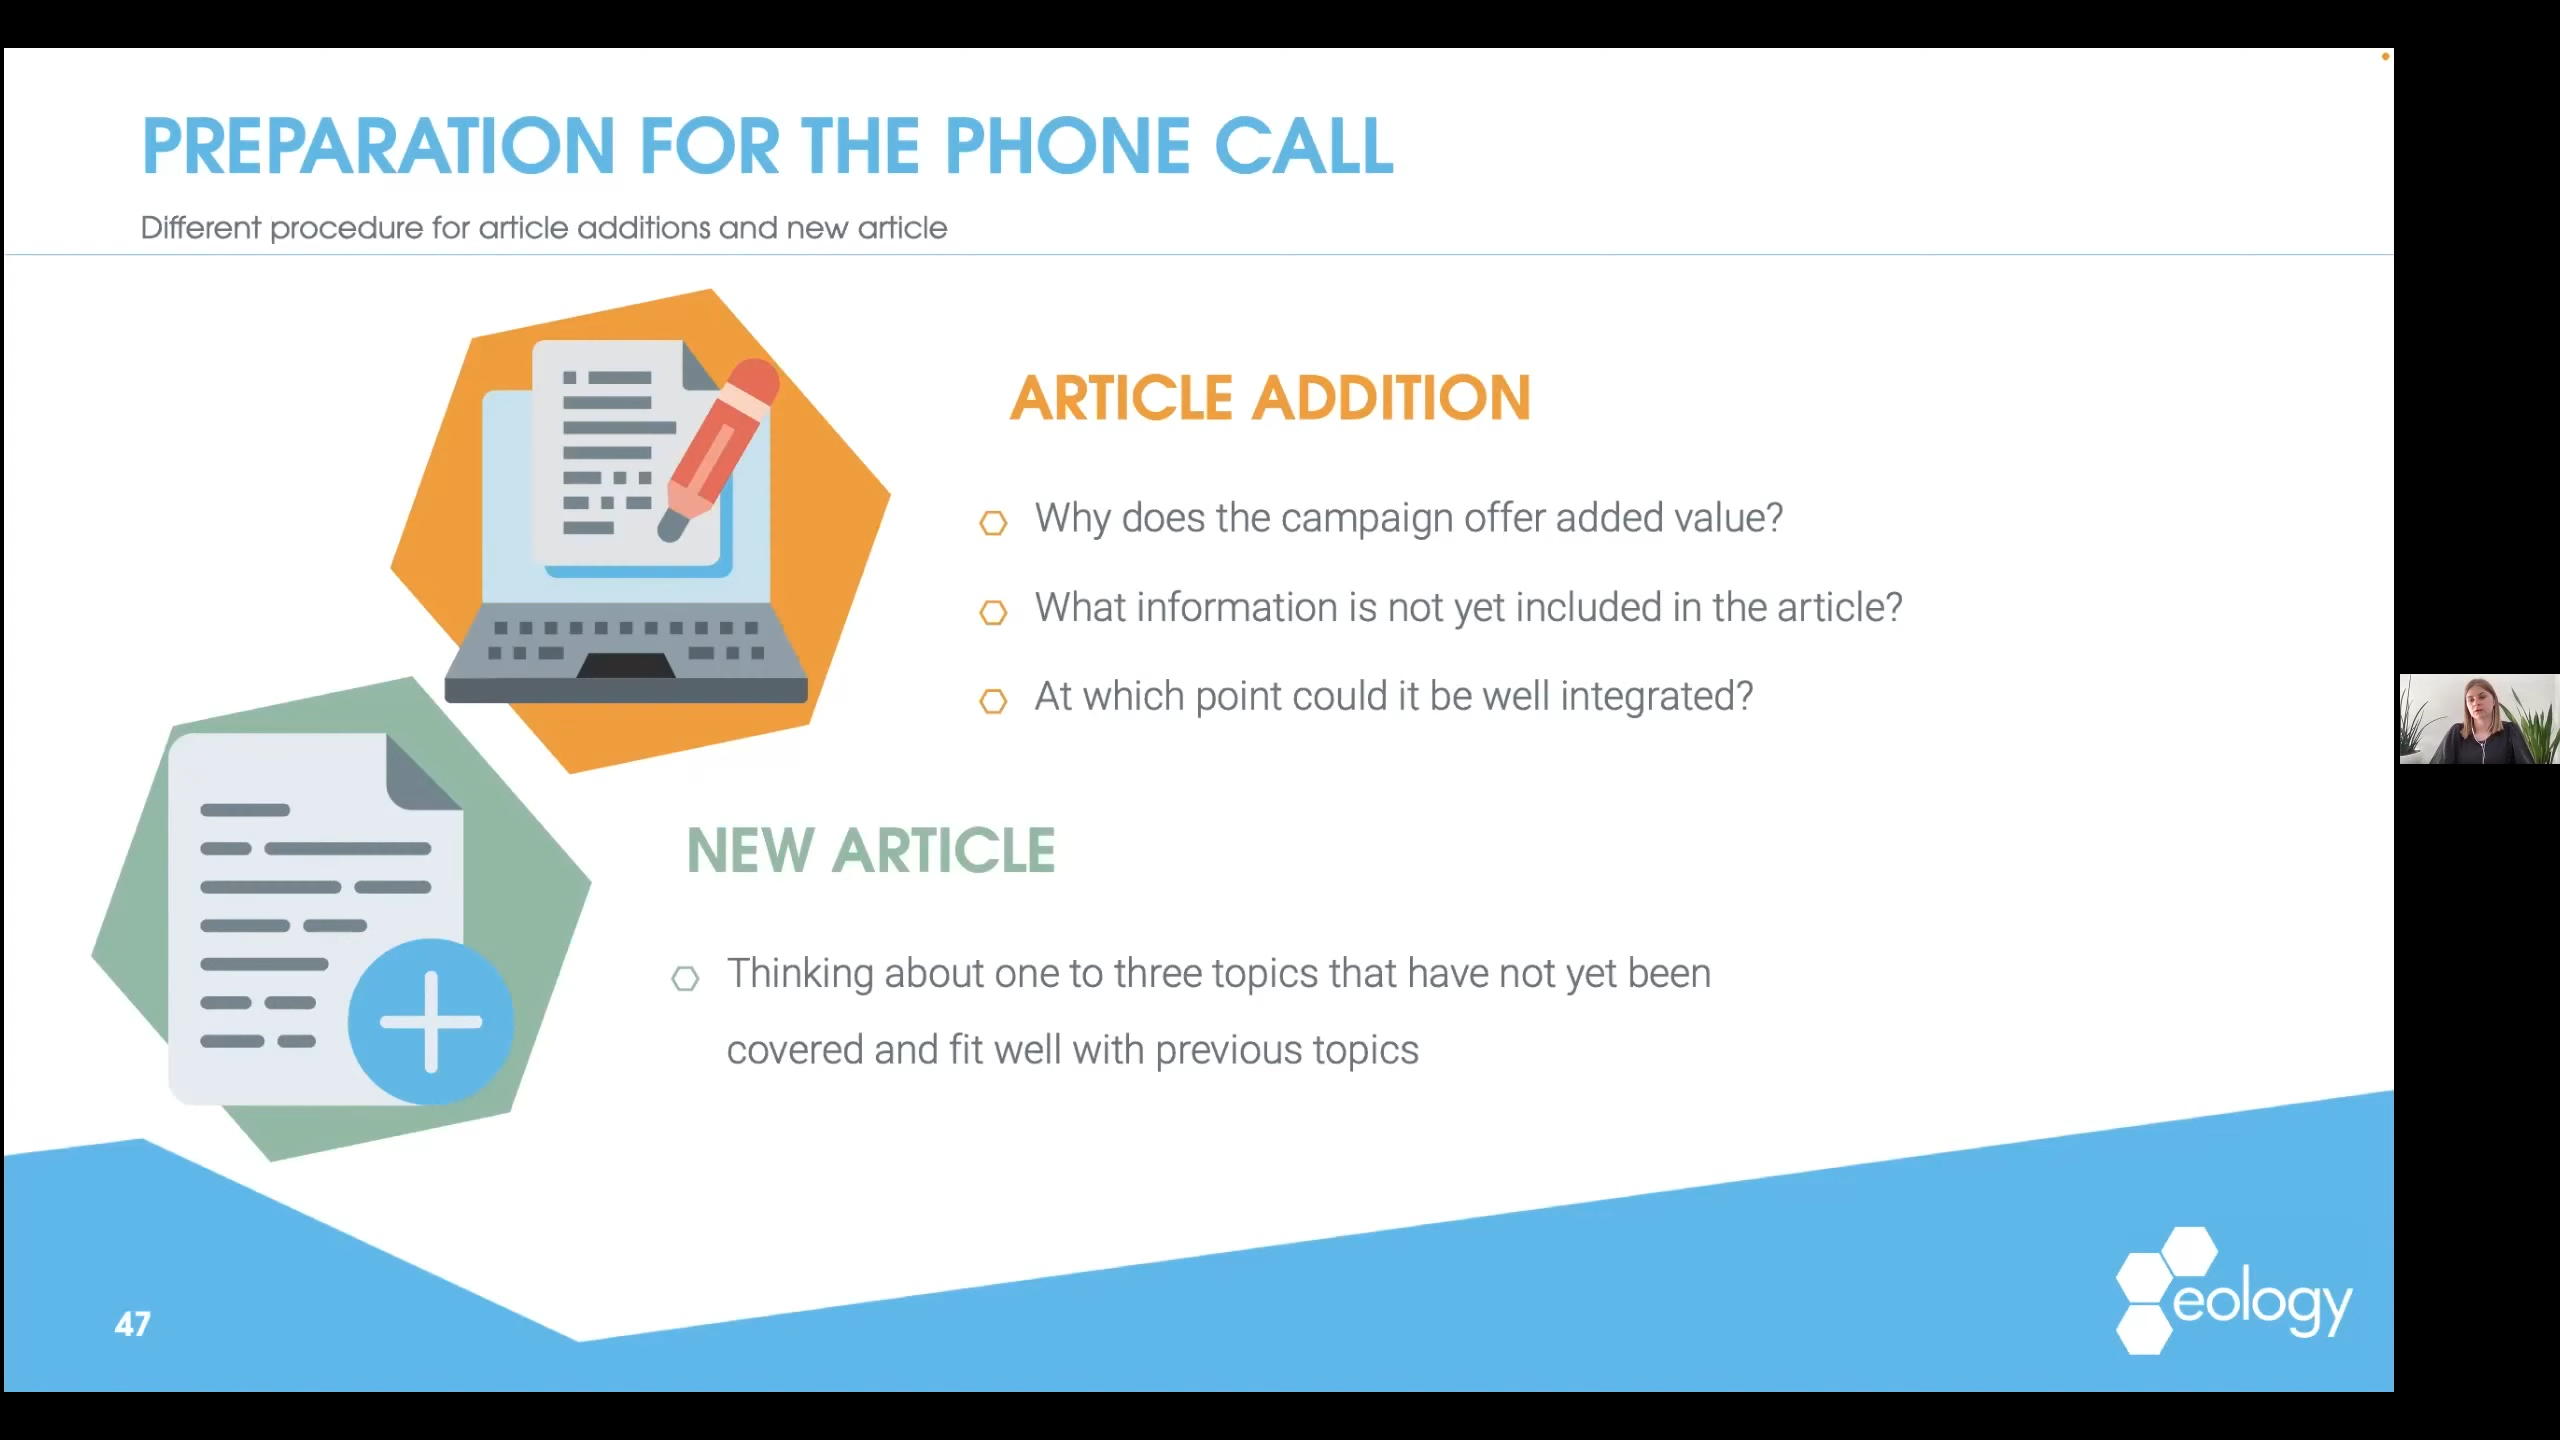 PREPARATION FOR THE PHONE CALL
Different procedure for article additions and new article
ARTICLE ADDITION
Why does the campaign offer added value?
What information is not yet included in the article?
At which point could it be well integrated?
NEW ARTICLE
Thinking about one to three topics that have not yet been
covered and fit well with previous topics
47
eology